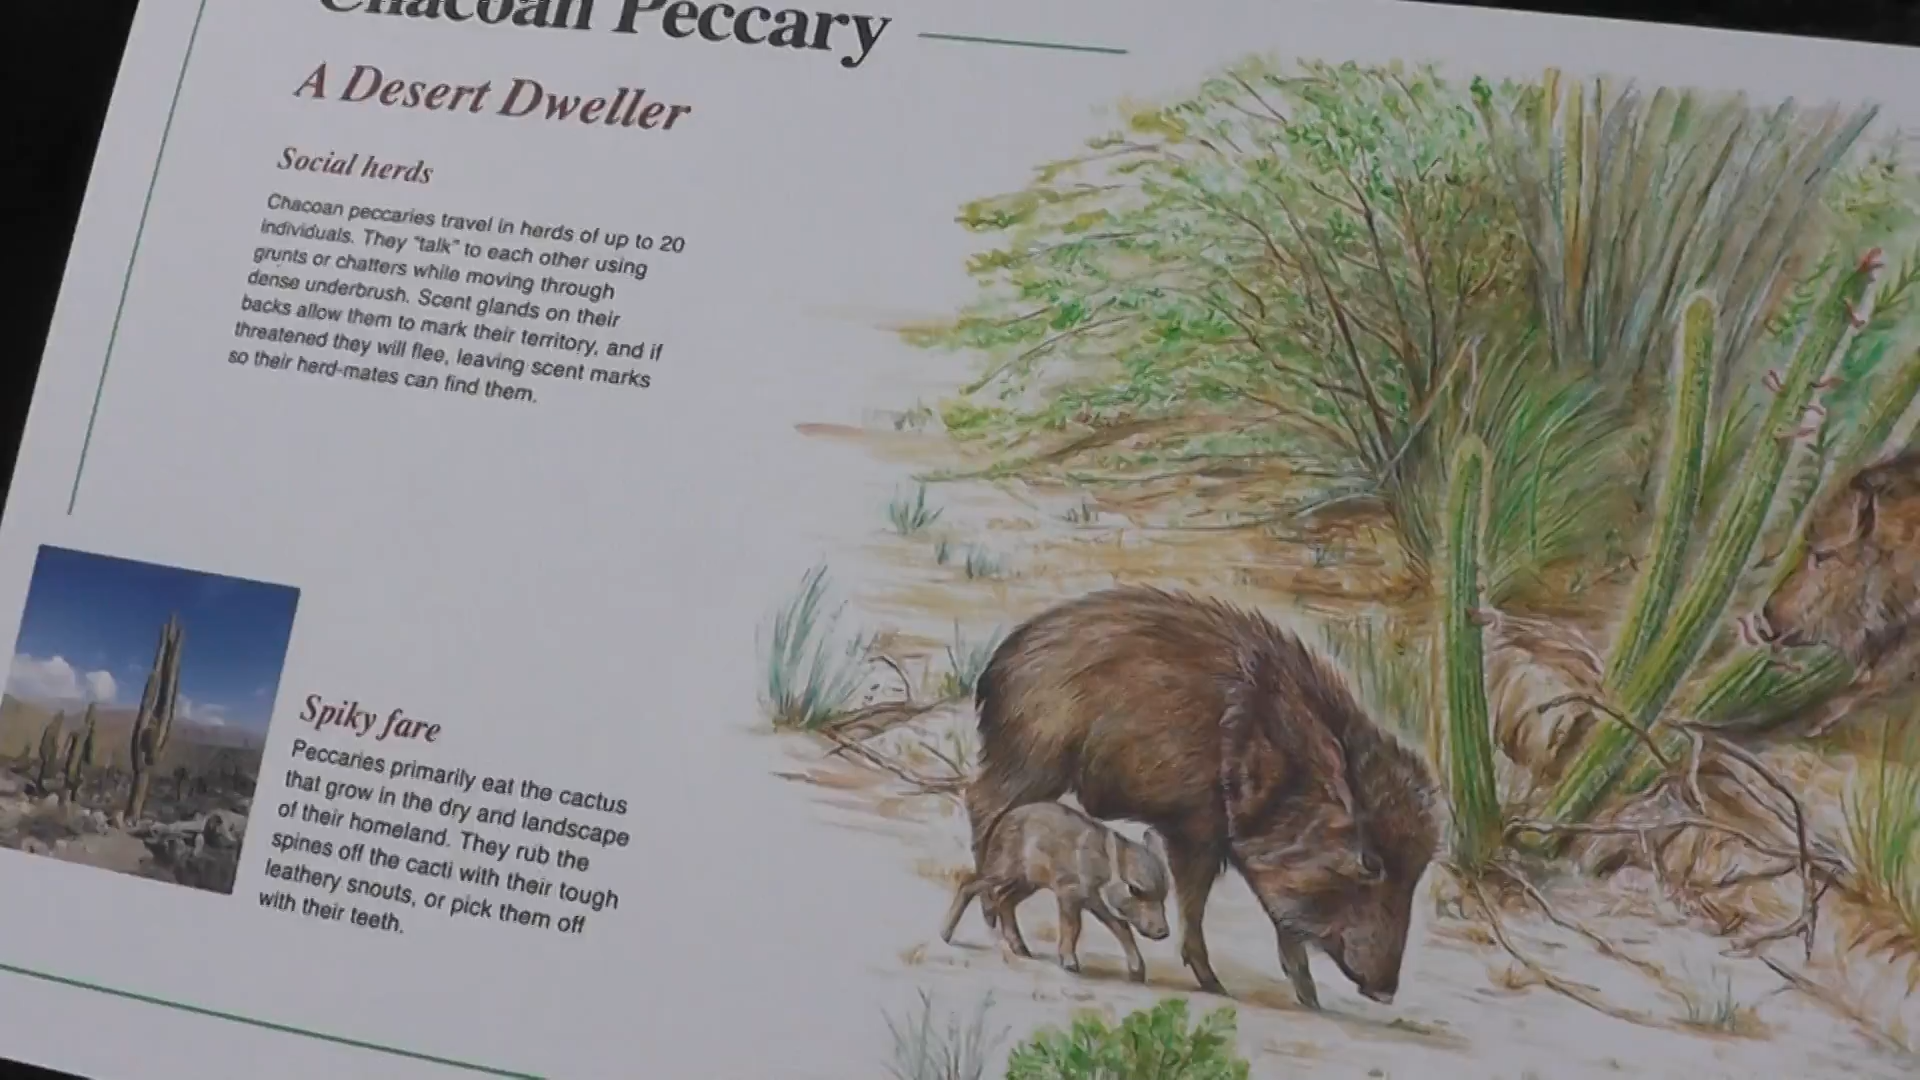 Chacoan Peccary
A Desert Dweller
Social herds
Chacoan peccaries travel in herds of up to 20
individuals. They "talk" to each other using
grunts or chatters while moving through
dense underbrush. Scent glands on their
backs allow them to mark their territory, and if
threatened they will flee, leaving scent marks
so their herd-mates can find them.
Spiky fare
Peccaries primarily eat the cactus
that grow in the dry and landscape
of their homeland. They rub the
spines off the cacti with their tough
leathery snouts, or pick them off
with their teeth.